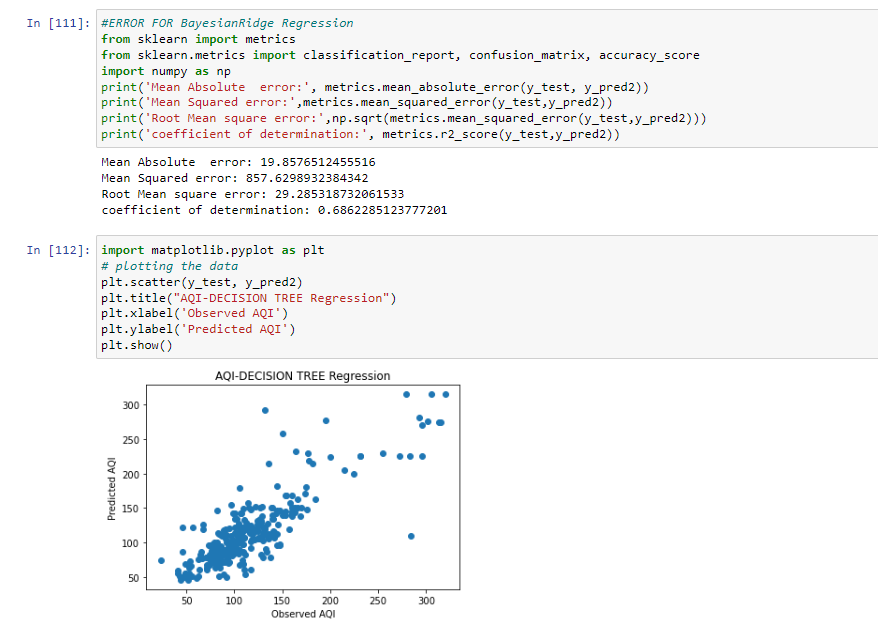 In [111]: #ERROR FOR BayesianRidge Regression
from sklearn import metrics
from sklearn.metrics import classification_report, confusion_matrix, accuracy_score
import numpy as np
print('Mean Absolute  error:', metrics.mean_absolute_error(y_test, y_pred2))
print('Mean Squared error:',metrics.mean_squared_error(y_test,y_pred2))
print('Root Mean square error:',np.sqrt(metrics.mean_squared_error(y_test,y_pred2)))
print('coefficient of determination:', metrics.r2_score(y_test,y_pred2))
Mean Absolute  error: 19.8576512455516
Mean Squared error: 857.6298932384342
Root Mean square error: 29.285318732061533
coefficient of determination: 0.6862285123777201
In [112]: import matplotlib.pyplot as plt
# plotting the data
plt.scatter(y_test, y_pred2)
plt.title("AQI-DECISION TREE Regression")
plt.xlabel('Observed AQI')
plt.ylabel('Predicted AQI')
plt.show()
AQI-DECISION TREE Regression
Predicted AQI
300
250
200
150
100
50
50 100 150 200 250 300
Observed AQI